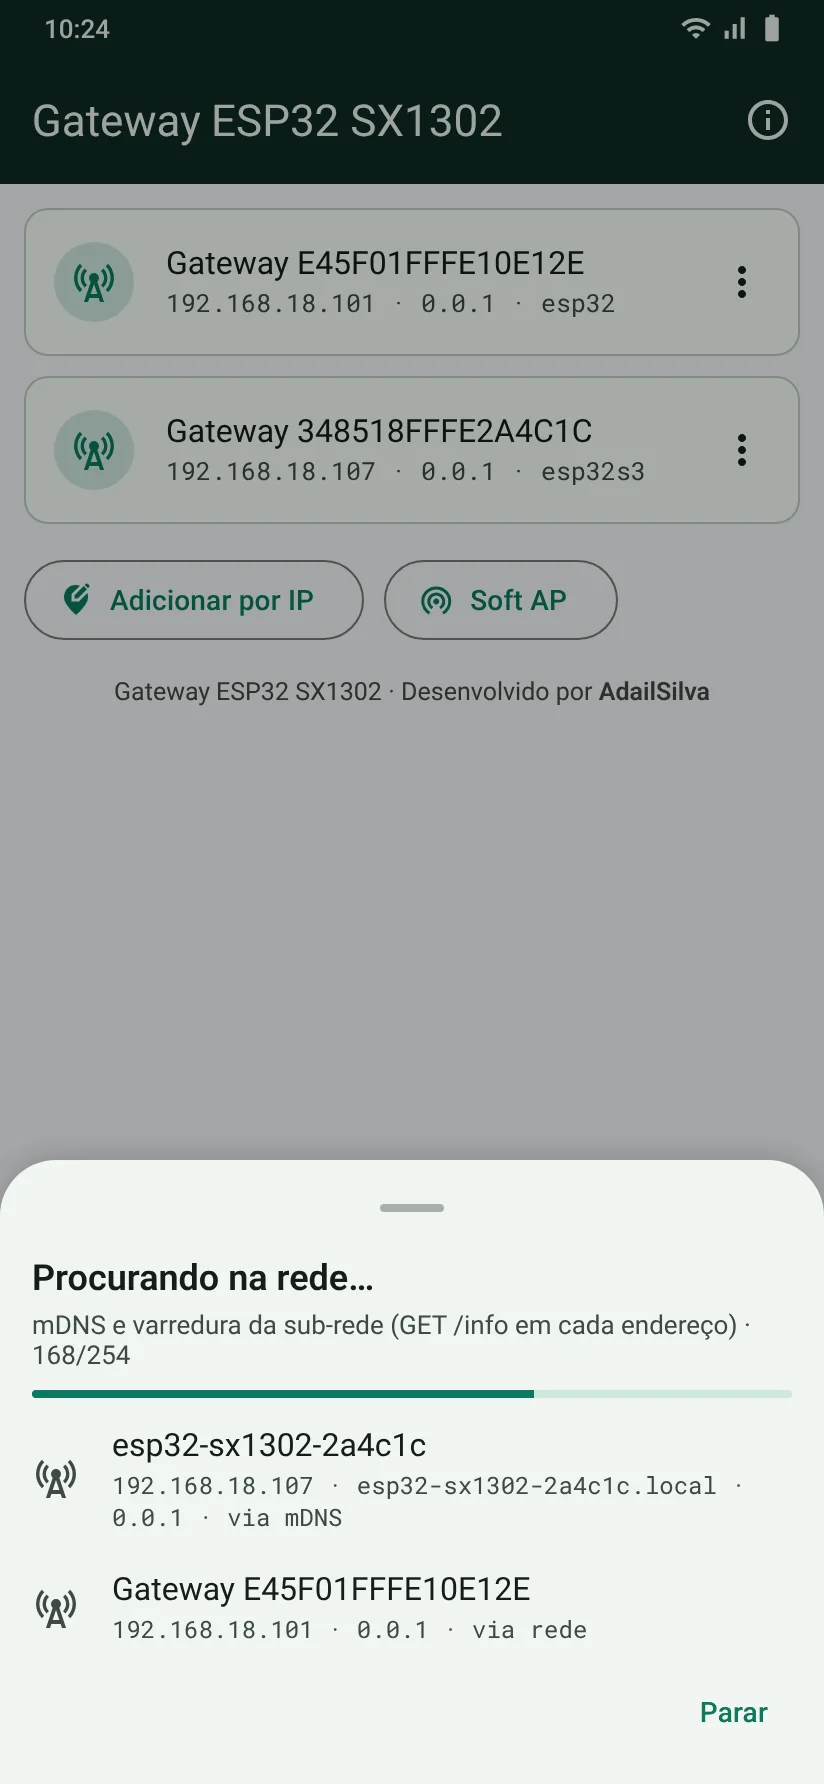 10:24
Gateway ESP32 SX1302
Gateway E45F01FFFE10E12E
192.168.18.101 · 0.0.1 · esp32
Gateway 348518FFFE2A4C1C
192.168.18.107 · 0.0.1 · esp32s3
Adicionar por IP
Soft AP
Gateway ESP32 SX1302 · Desenvolvido por AdailSilva
Procurando na rede…
mDNS e varredura da sub-rede (GET /info em cada endereço) ·
168/254
esp32-sx1302-2a4c1c
192.168.18.107 · esp32-sx1302-2a4c1c.local ·
0.0.1 · via mDNS
Gateway E45F01FFFE10E12E
192.168.18.101 · 0.0.1 · via rede
Parar